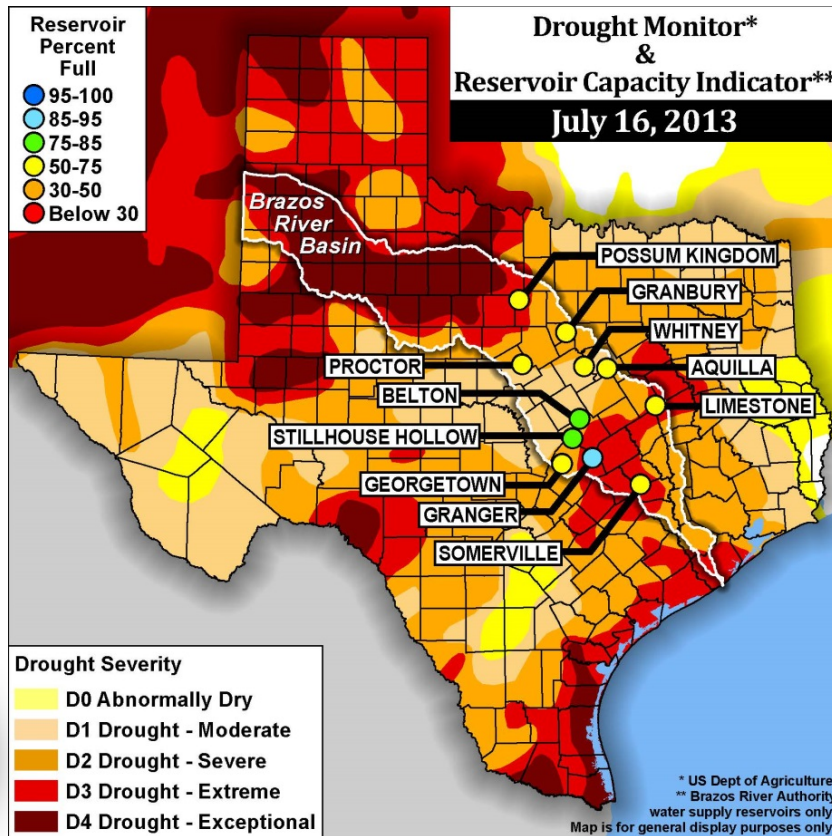 Reservoir
Percent
Full
95-100
85-95
75-85
50-75
30-50
Below 30
Drought Monitor*
&
Reservoir Capacity Indicator**
July 16, 2013
Brazos
River
Basin
POSSUM KINGDOM
GRANBURY
WHITNEY
PROCTOR
AQUILLA
BELTON
LIMESTONE
STILLHOUSE HOLLOW
GEORGETOWN
GRANGER
SOMERVILLE
Drought Severity
D0 Abnormally Dry
D1 Drought - Moderate
D2 Drought - Severe
D3 Drought - Extreme
D4 Drought - Exceptional
* US Dept of Agriculture
** Brazos River Authority
water supply reservoirs only
Map is for general display purposes only